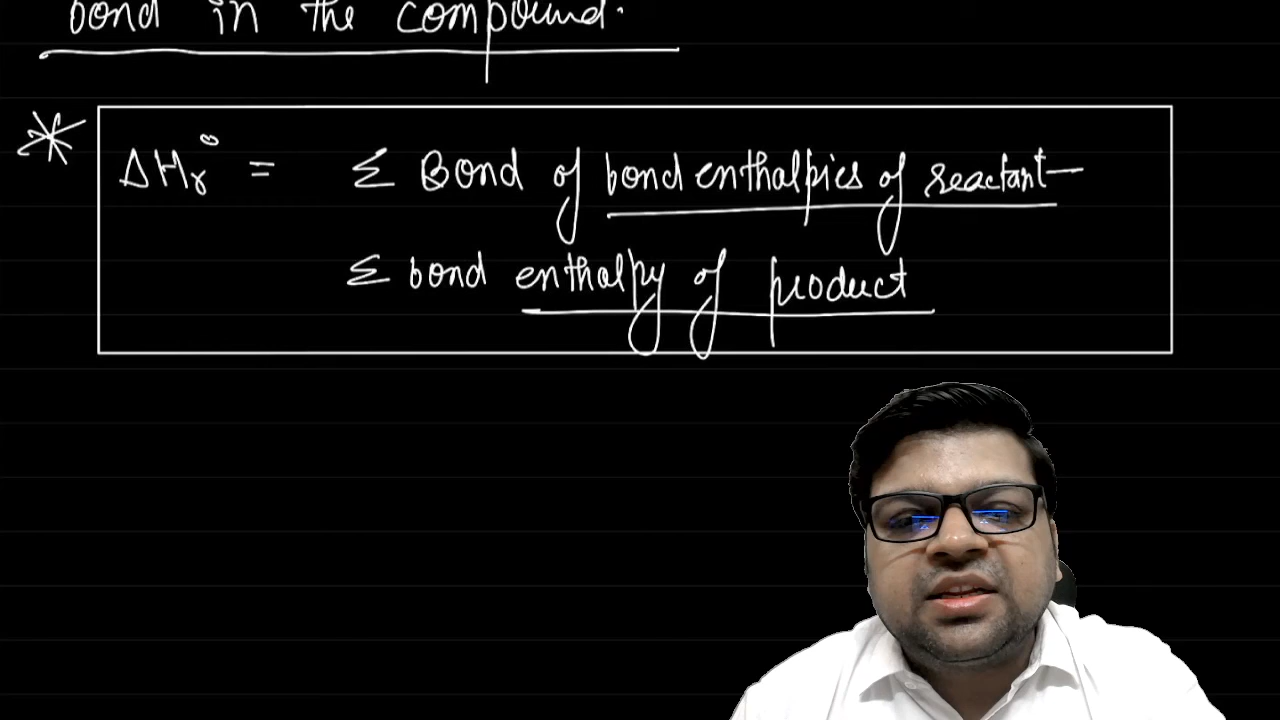 bond in the compound.
* ΔHr° = Σ Bond of bond enthalpies of reactant —
Σ bond enthalpy of product